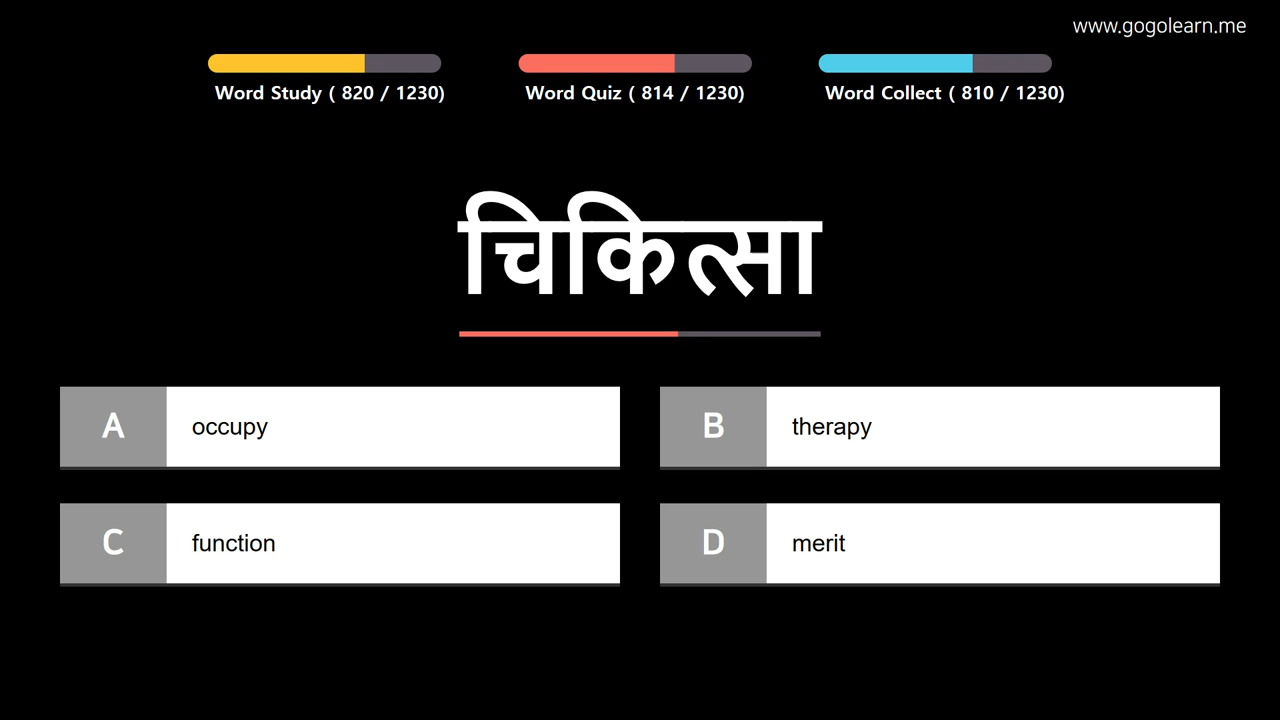 www.gogolearn.me
Word Study ( 820 / 1230)
Word Quiz ( 814 / 1230)
Word Collect ( 810 / 1230)
चिकित्सा
A occupy
B therapy
C function
D merit